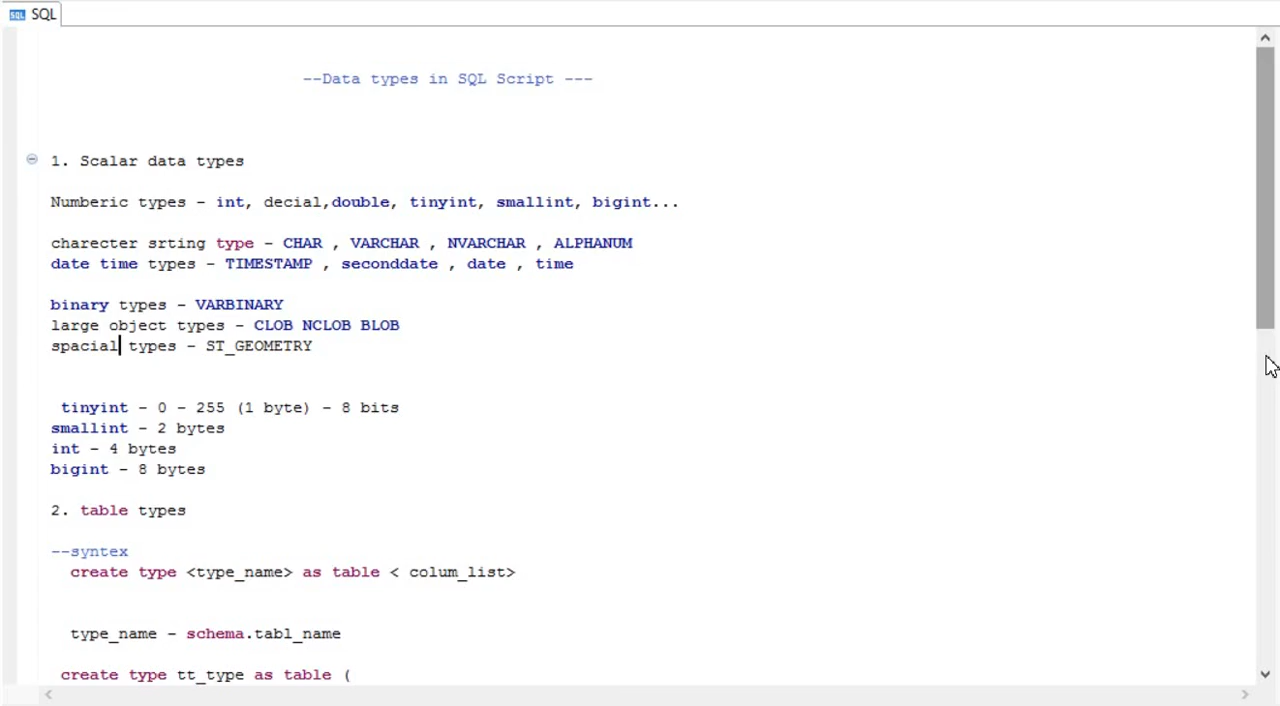 SQL SQL
--Data types in SQL Script ---
1. Scalar data types
Numberic types - int, decial,double, tinyint, smallint, bigint...
charecter srting type - CHAR , VARCHAR , NVARCHAR , ALPHANUM
date time types - TIMESTAMP , seconddate , date , time
binary types - VARBINARY
large object types - CLOB NCLOB BLOB
spacial types - ST_GEOMETRY
tinyint - 0 - 255 (1 byte) - 8 bits
smallint - 2 bytes
int - 4 bytes
bigint - 8 bytes
2. table types
--syntex
create type <type_name> as table < colum_list>
type_name - schema.tabl_name
create type tt_type as table (